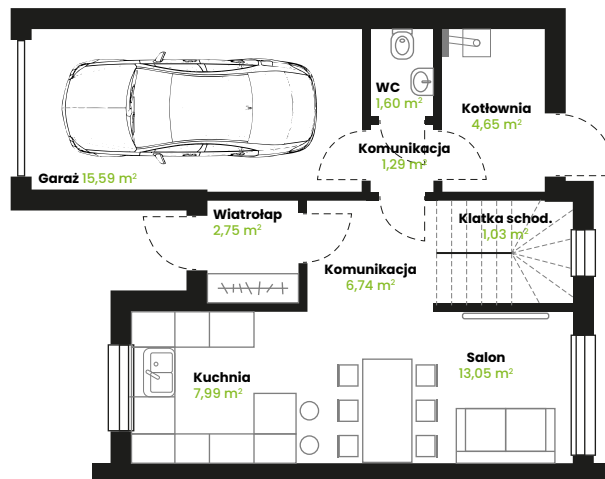 WC
1,60 m²
Kotłownia
4,65 m²
Komunikacja
1,29 m²
Garaż 15,59 m²
Wiatrołap
2,75 m²
Klatka schod.
1,03 m²
Komunikacja
6,74 m²
Kuchnia
7,99 m²
Salon
13,05 m²